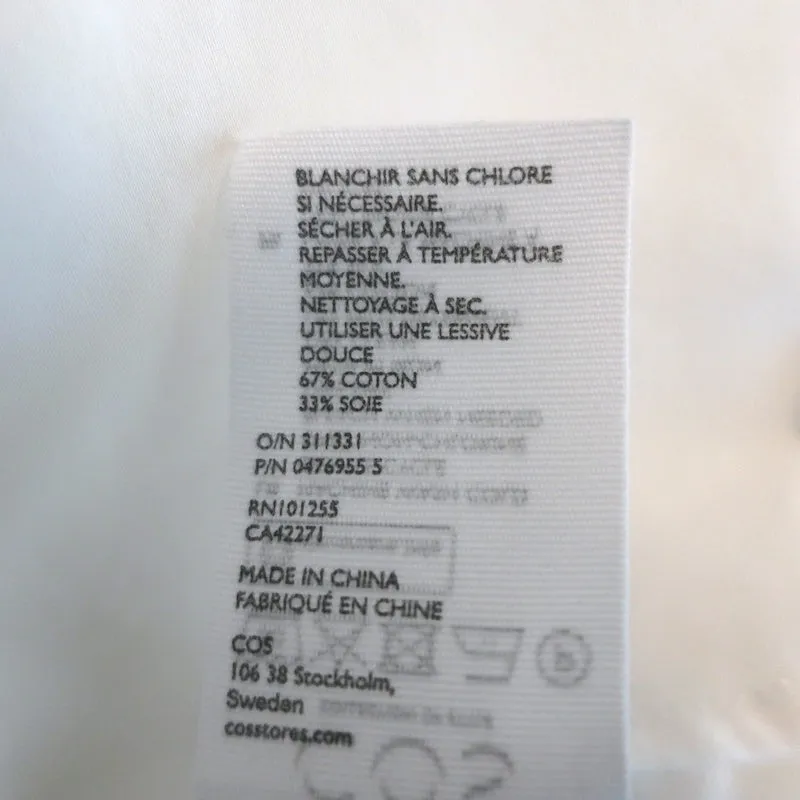 BLANCHIR SANS CHLORE
SI NÉCESSAIRE.
SÉCHER À L'AIR.
REPASSER À TEMPÉRATURE
MOYENNE.
NETTOYAGE À SEC.
UTILISER UNE LESSIVE
DOUCE
67% COTON
33% SOIE
O/N 311331
P/N 0476955 5
RN101255
CA42271
MADE IN CHINA
FABRIQUÉ EN CHINE
COS
106 38 Stockholm,
Sweden
cosstores.com